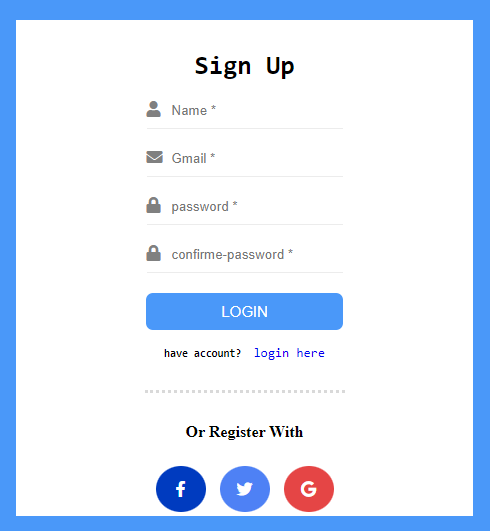 Sign Up
Name *
Gmail *
password *
confirme-password *
LOGIN
have account? login here
Or Register With